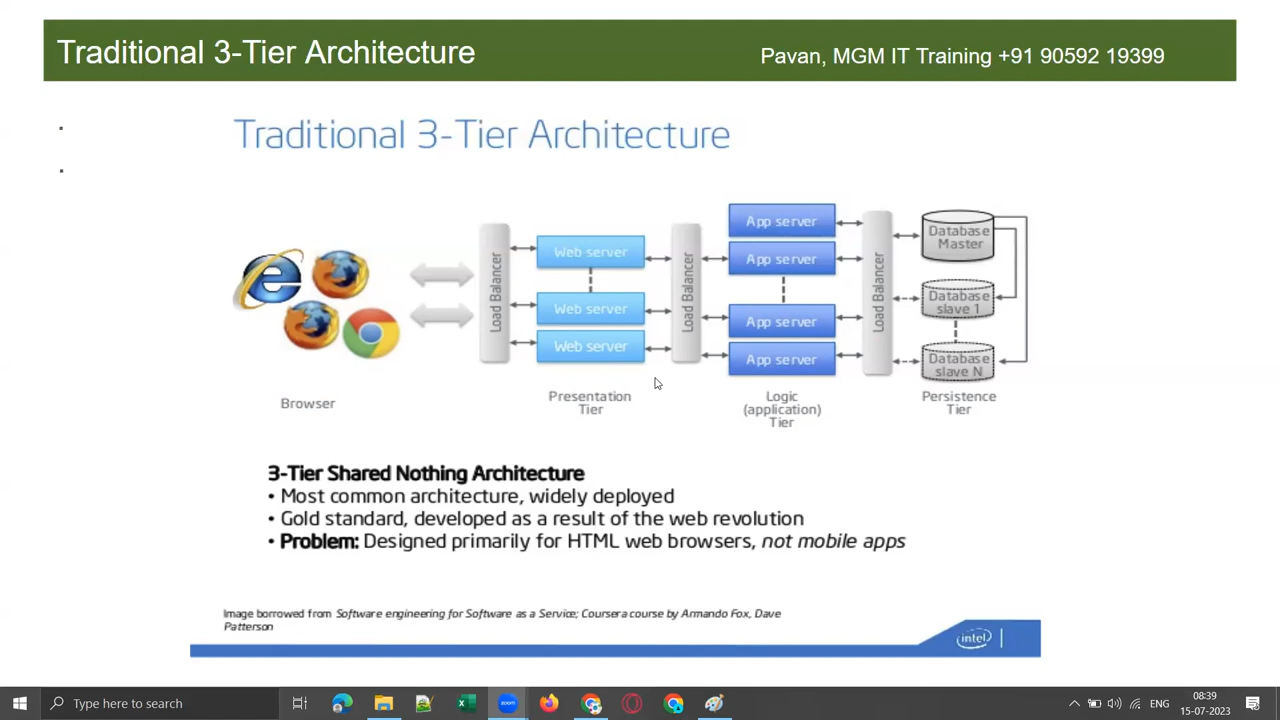 Traditional 3-Tier Architecture
Pavan, MGM IT Training +91 90592 19399
Traditional 3-Tier Architecture
Load Balancer
Web server
Web server
Web server
Load Balancer
App server
App server
App server
App server
Load Balancer
Database
Master
Database
slave 1
Database
slave N
Browser
Presentation
Tier
Logic
(application)
Tier
Persistence
Tier
3-Tier Shared Nothing Architecture
• Most common architecture, widely deployed
• Gold standard, developed as a result of the web revolution
• Problem: Designed primarily for HTML web browsers, not mobile apps
Image borrowed from Software engineering for Software as a Service; Coursera course by Armando Fox, Dave
Patterson
intel
Type here to search
zoom
ENG
08:39
15-07-2023